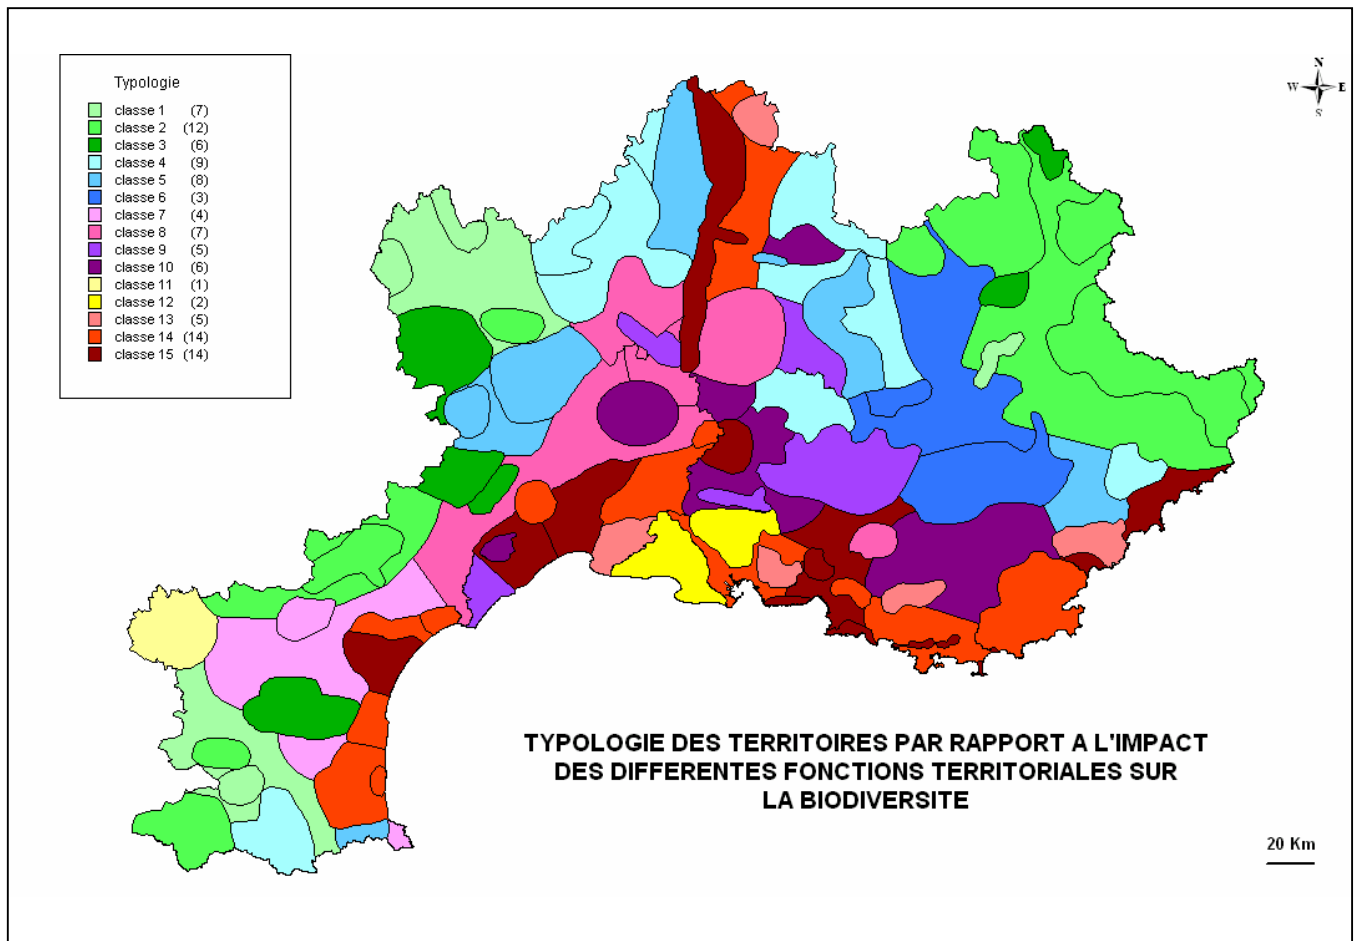 Typologie
classe 1 (7)
classe 2 (12)
classe 3 (6)
classe 4 (9)
classe 5 (8)
classe 6 (3)
classe 7 (4)
classe 8 (7)
classe 9 (5)
classe 10 (6)
classe 11 (1)
classe 12 (2)
classe 13 (5)
classe 14 (14)
classe 15 (14)
N
W E
S
TYPOLOGIE DES TERRITOIRES PAR RAPPORT A L'IMPACT
DES DIFFERENTES FONCTIONS TERRITORIALES SUR
LA BIODIVERSITE
20 Km